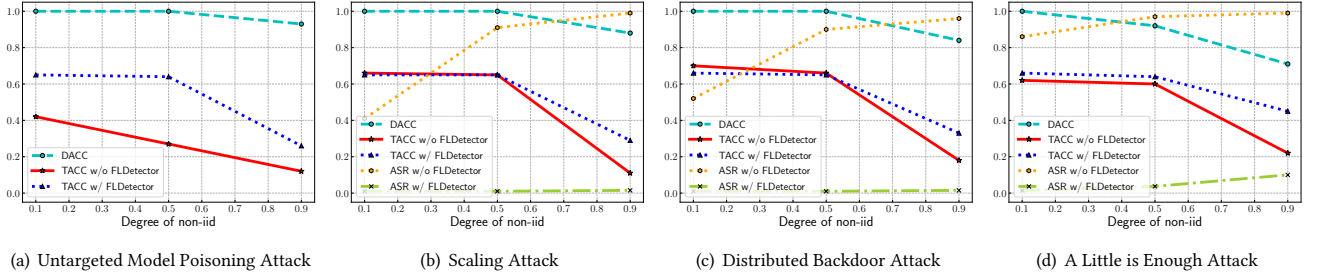 1.0
0.8
0.6
0.4
0.2
0.0
DACC
TACC w/o FLDetector
TACC w/ FLDetector
0.1 0.2 0.3 0.4 0.5 0.6 0.7 0.8 0.9
Degree of non-iid
(a) Untargeted Model Poisoning Attack
1.0
0.8
0.6
0.4
0.2
0.0
DACC
TACC w/o FLDetector
TACC w/ FLDetector
ASR w/o FLDetector
ASR w/ FLDetector
0.1 0.2 0.3 0.4 0.5 0.6 0.7 0.8 0.9
Degree of non-iid
(b) Scaling Attack
1.0
0.8
0.6
0.4
0.2
0.0
DACC
TACC w/o FLDetector
TACC w/ FLDetector
ASR w/o FLDetector
ASR w/ FLDetector
0.1 0.2 0.3 0.4 0.5 0.6 0.7 0.8 0.9
Degree of non-iid
(c) Distributed Backdoor Attack
1.0
0.8
0.6
0.4
0.2
0.0
DACC
TACC w/o FLDetector
TACC w/ FLDetector
ASR w/o FLDetector
ASR w/ FLDetector
0.1 0.2 0.3 0.4 0.5 0.6 0.7 0.8 0.9
Degree of non-iid
(d) A Little is Enough Attack